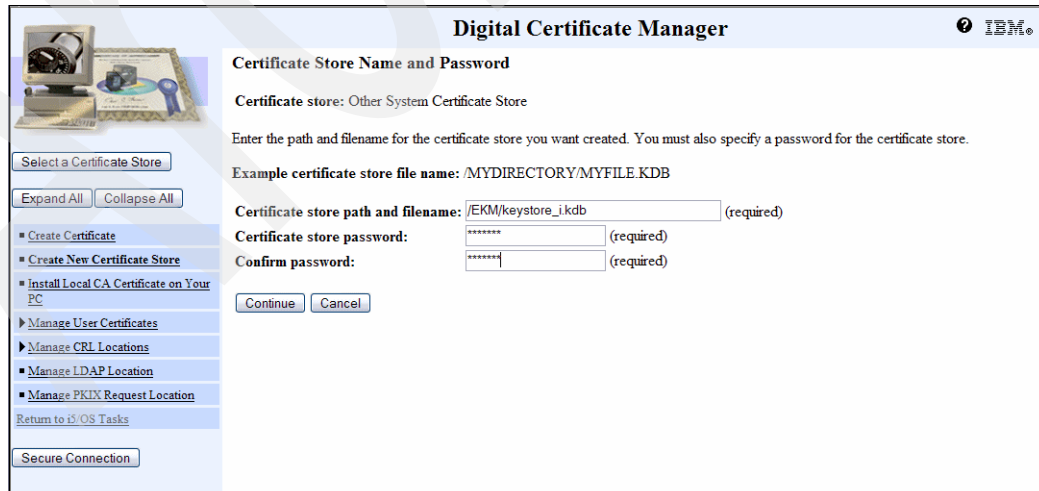 Digital Certificate Manager
IBM®
Certificate Store Name and Password
Certificate store: Other System Certificate Store
Enter the path and filename for the certificate store you want created. You must also specify a password for the certificate store.
Example certificate store file name: /MYDIRECTORY/MYFILE.KDB
Certificate store path and filename: /EKM/keystore_i.kdb (required)
Certificate store password: ******* (required)
Confirm password: ******* (required)
Continue Cancel
Select a Certificate Store
Expand All Collapse All
Create Certificate
Create New Certificate Store
Install Local CA Certificate on Your
PC
Manage User Certificates
Manage CRL Locations
Manage LDAP Location
Manage PKIX Request Location
Return to i5/OS Tasks
Secure Connection